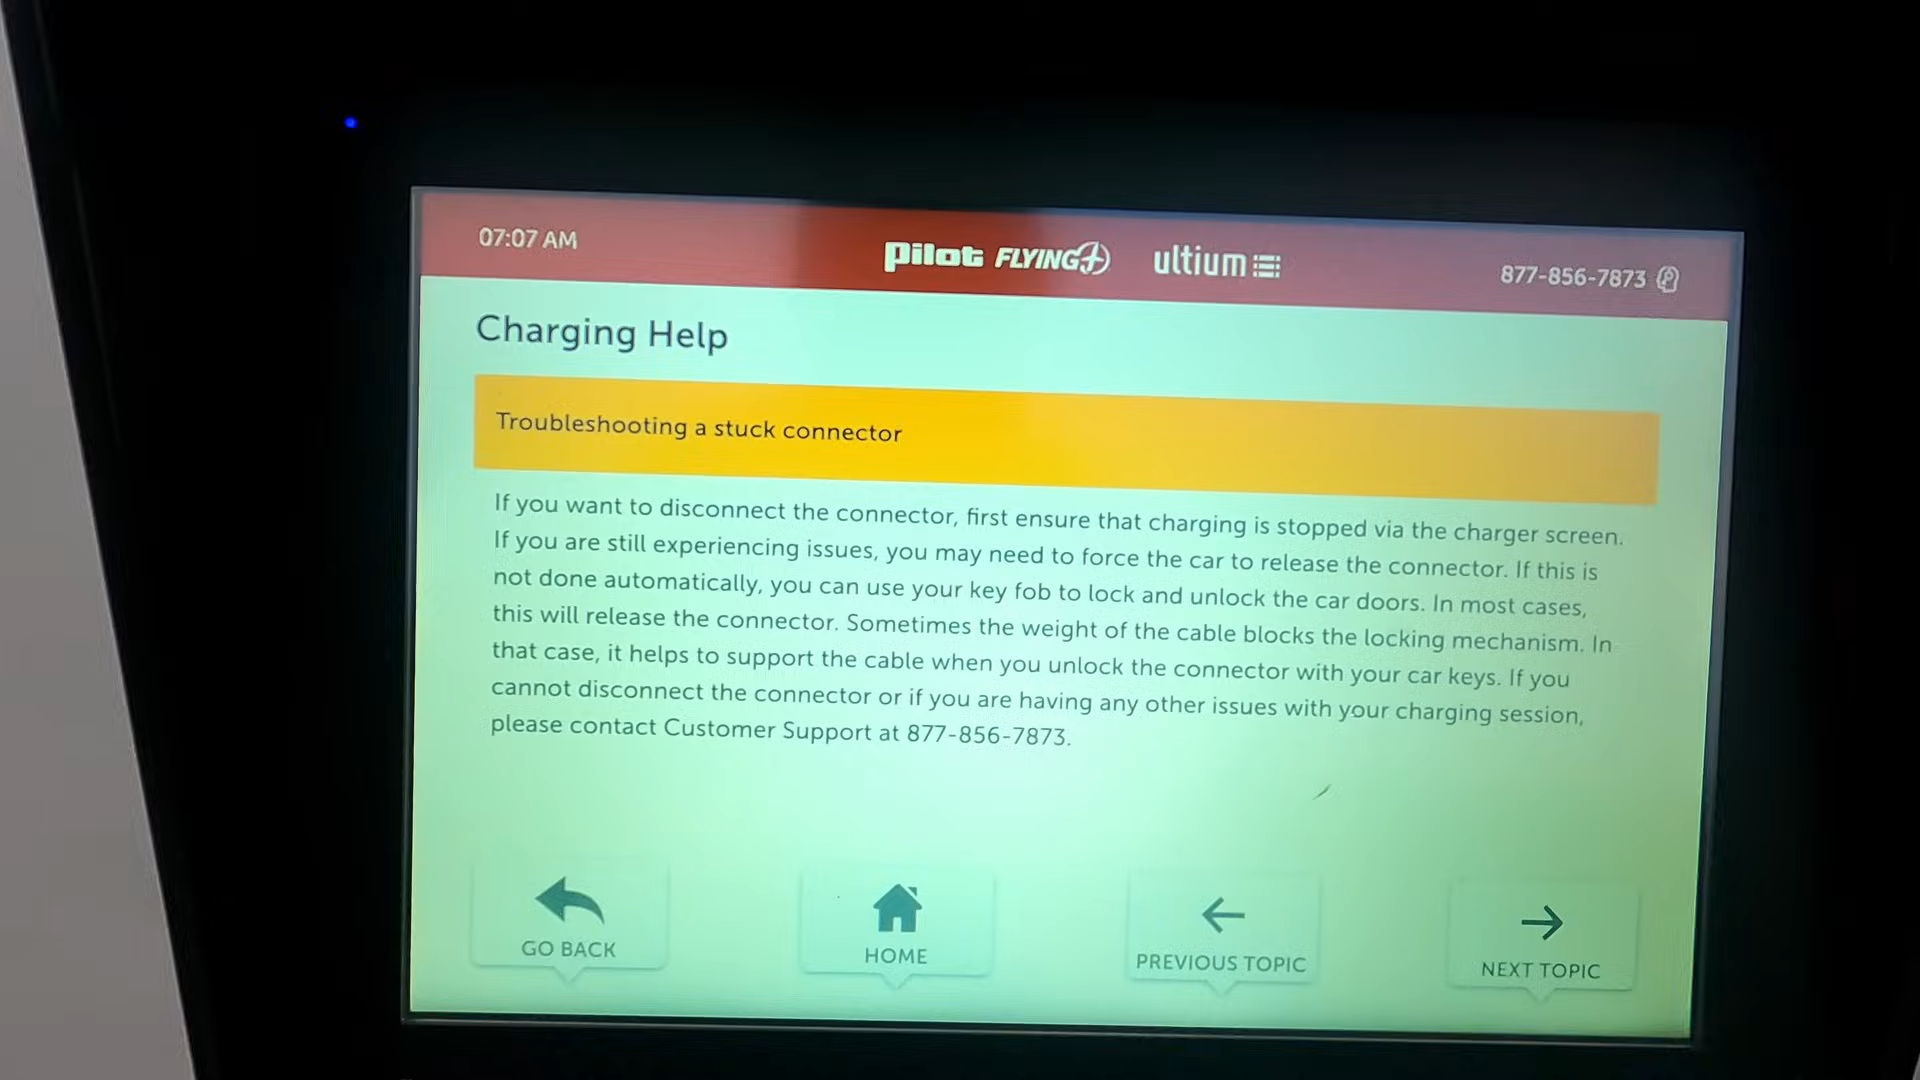 07:07 AM
Pilot FLYING J ultium
877-856-7873
Charging Help
Troubleshooting a stuck connector
If you want to disconnect the connector, first ensure that charging is stopped via the charger screen.
If you are still experiencing issues, you may need to force the car to release the connector. If this is
not done automatically, you can use your key fob to lock and unlock the car doors. In most cases,
this will release the connector. Sometimes the weight of the cable blocks the locking mechanism. In
that case, it helps to support the cable when you unlock the connector with your car keys. If you
cannot disconnect the connector or if you are having any other issues with your charging session,
please contact Customer Support at 877-856-7873.
GO BACK
HOME
PREVIOUS TOPIC
NEXT TOPIC